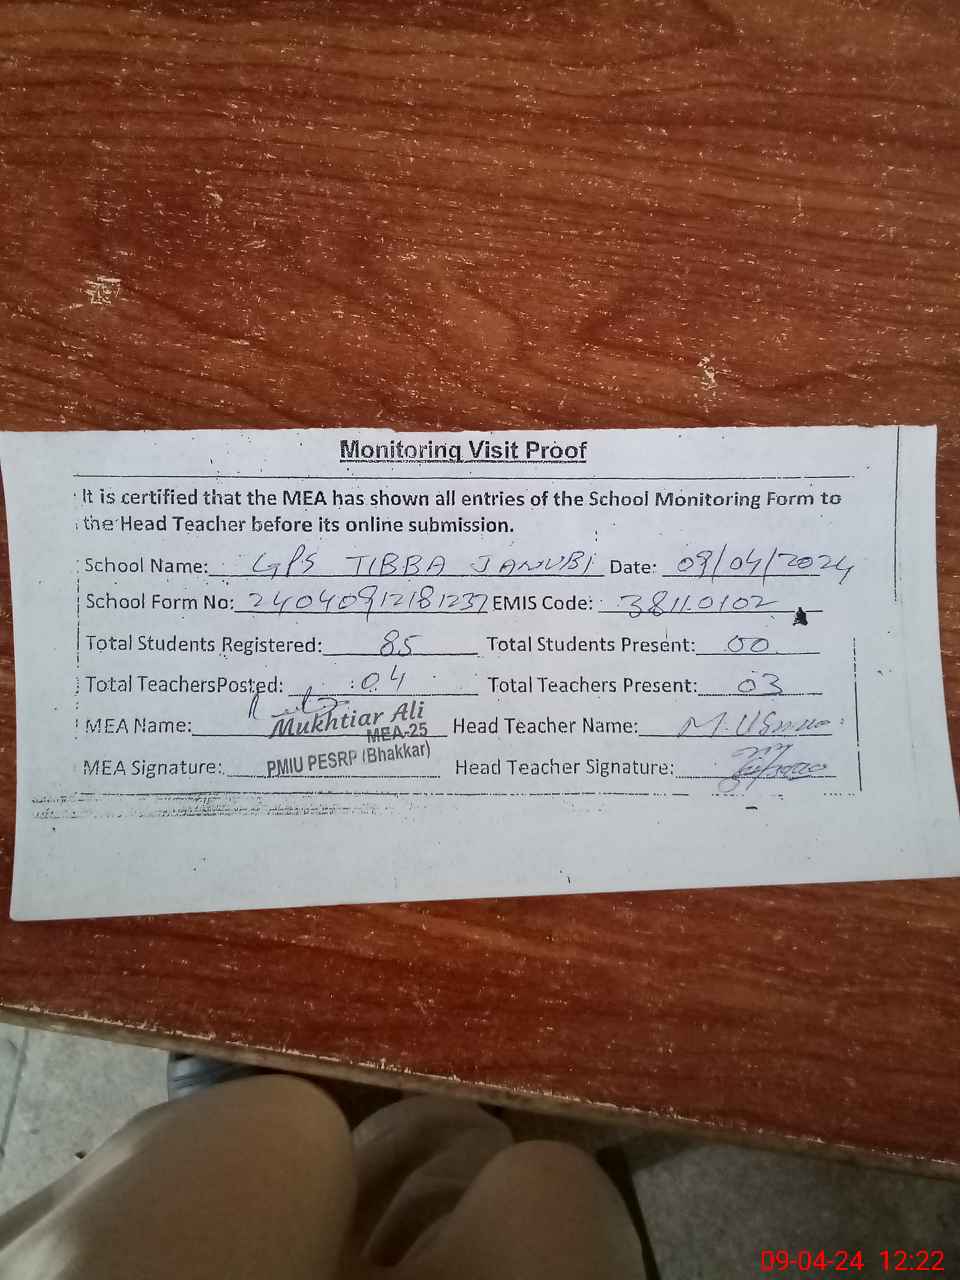 Monitoring Visit Proof
It is certified that the MEA has shown all entries of the School Monitoring Form to
the Head Teacher before its online submission.
School Name: GPS TIBBA JANUBI Date: 09/04/2024
School Form No: 24040912181237 EMIS Code: 38110102
Total Students Registered: 85 Total Students Present: 00
Total TeachersPosted: 04 Total Teachers Present: 03
MEA Name: Mukhtiar Ali Head Teacher Name: M. Usman
MEA-25
MEA Signature: PMIU PESRP (Bhakkar) Head Teacher Signature:
09-04-24 12:22